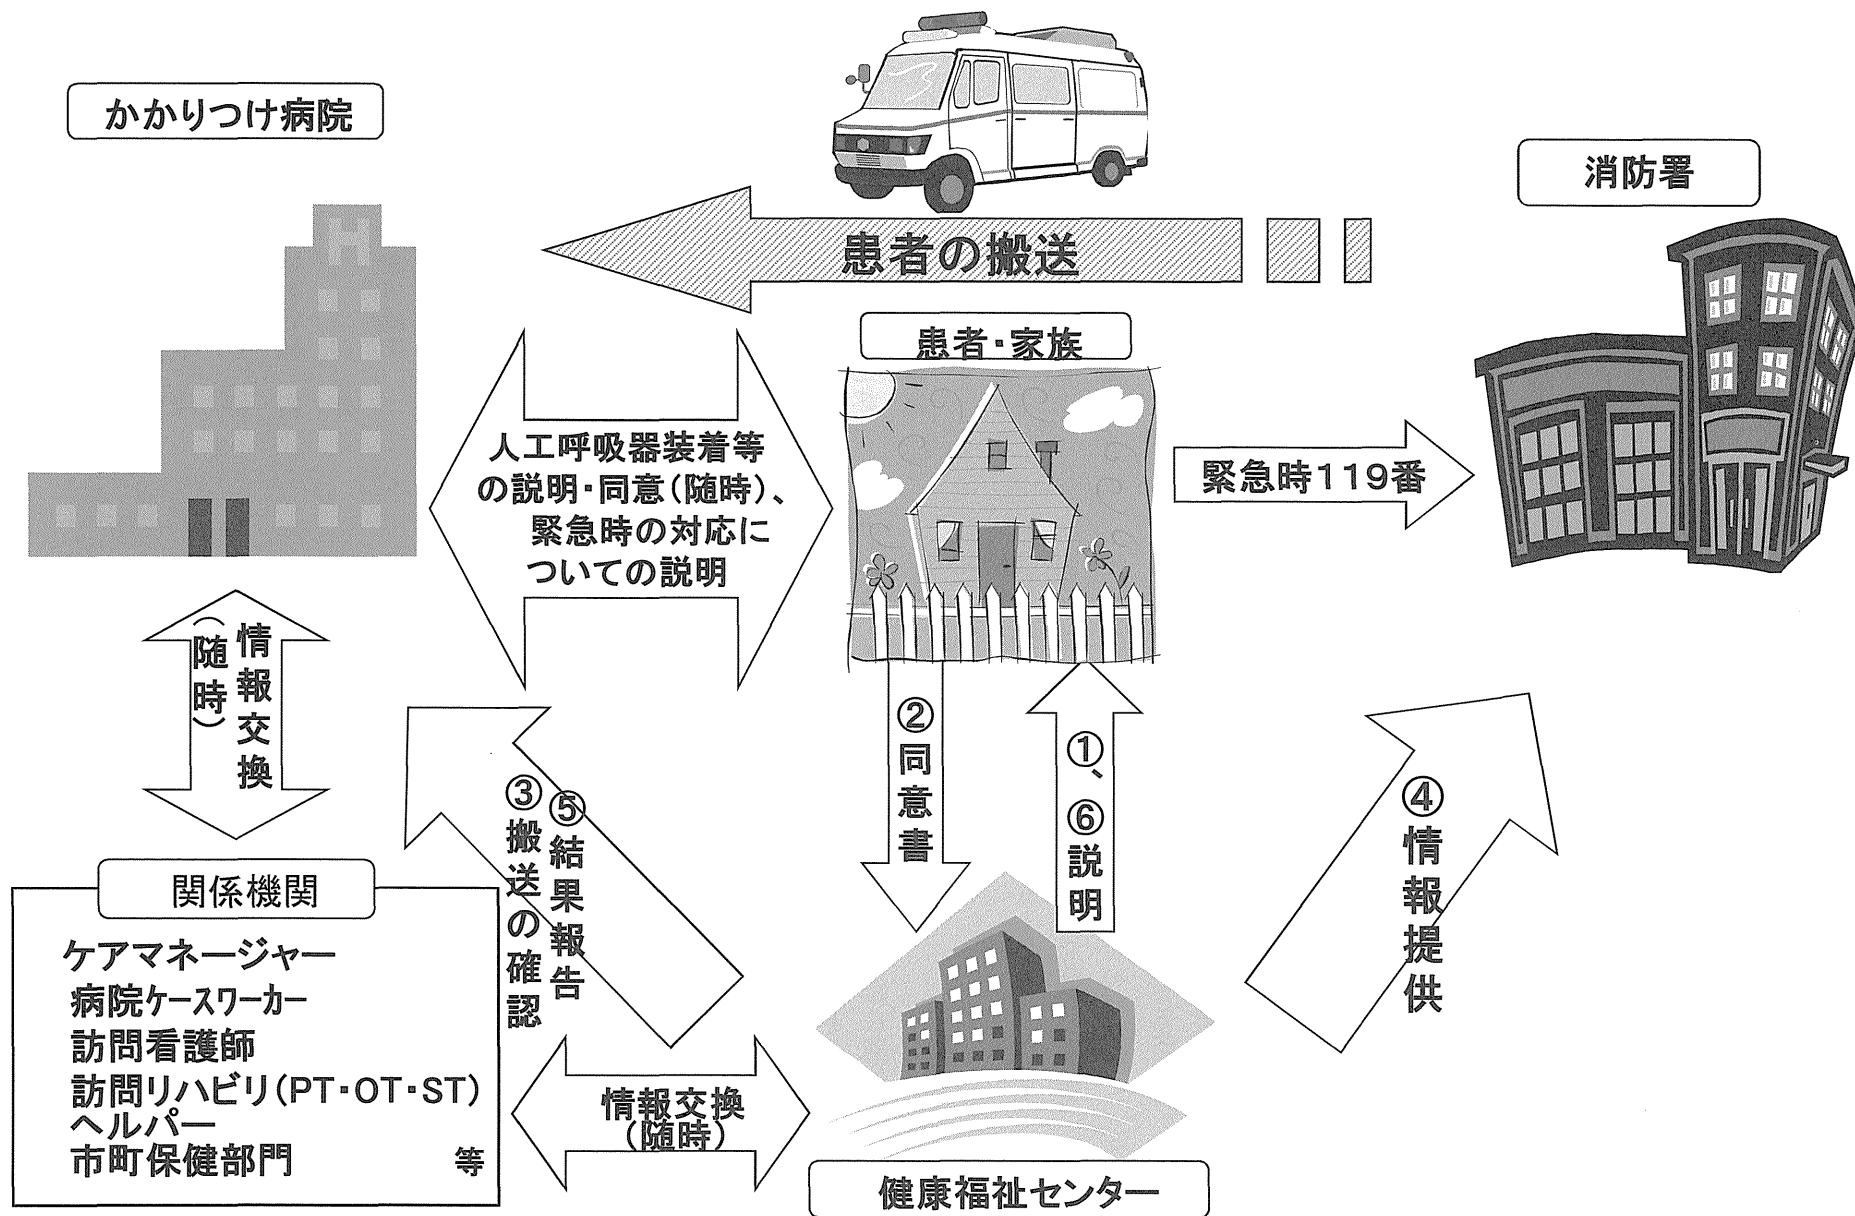 かかりつけ病院
消防署
患者の搬送
患者・家族
人工呼吸器装着等
の説明・同意(随時)、
緊急時の対応に
ついての説明
緊急時119番
情報交換
(随時)
②同意書
①、⑥説明
③搬送の確認
⑤結果報告
④情報提供
関係機関
ケアマネージャー
病院ケースワーカー
訪問看護師
訪問リハビリ(PT・OT・ST)
ヘルパー
市町保健部門 等
情報交換
(随時)
健康福祉センター
H